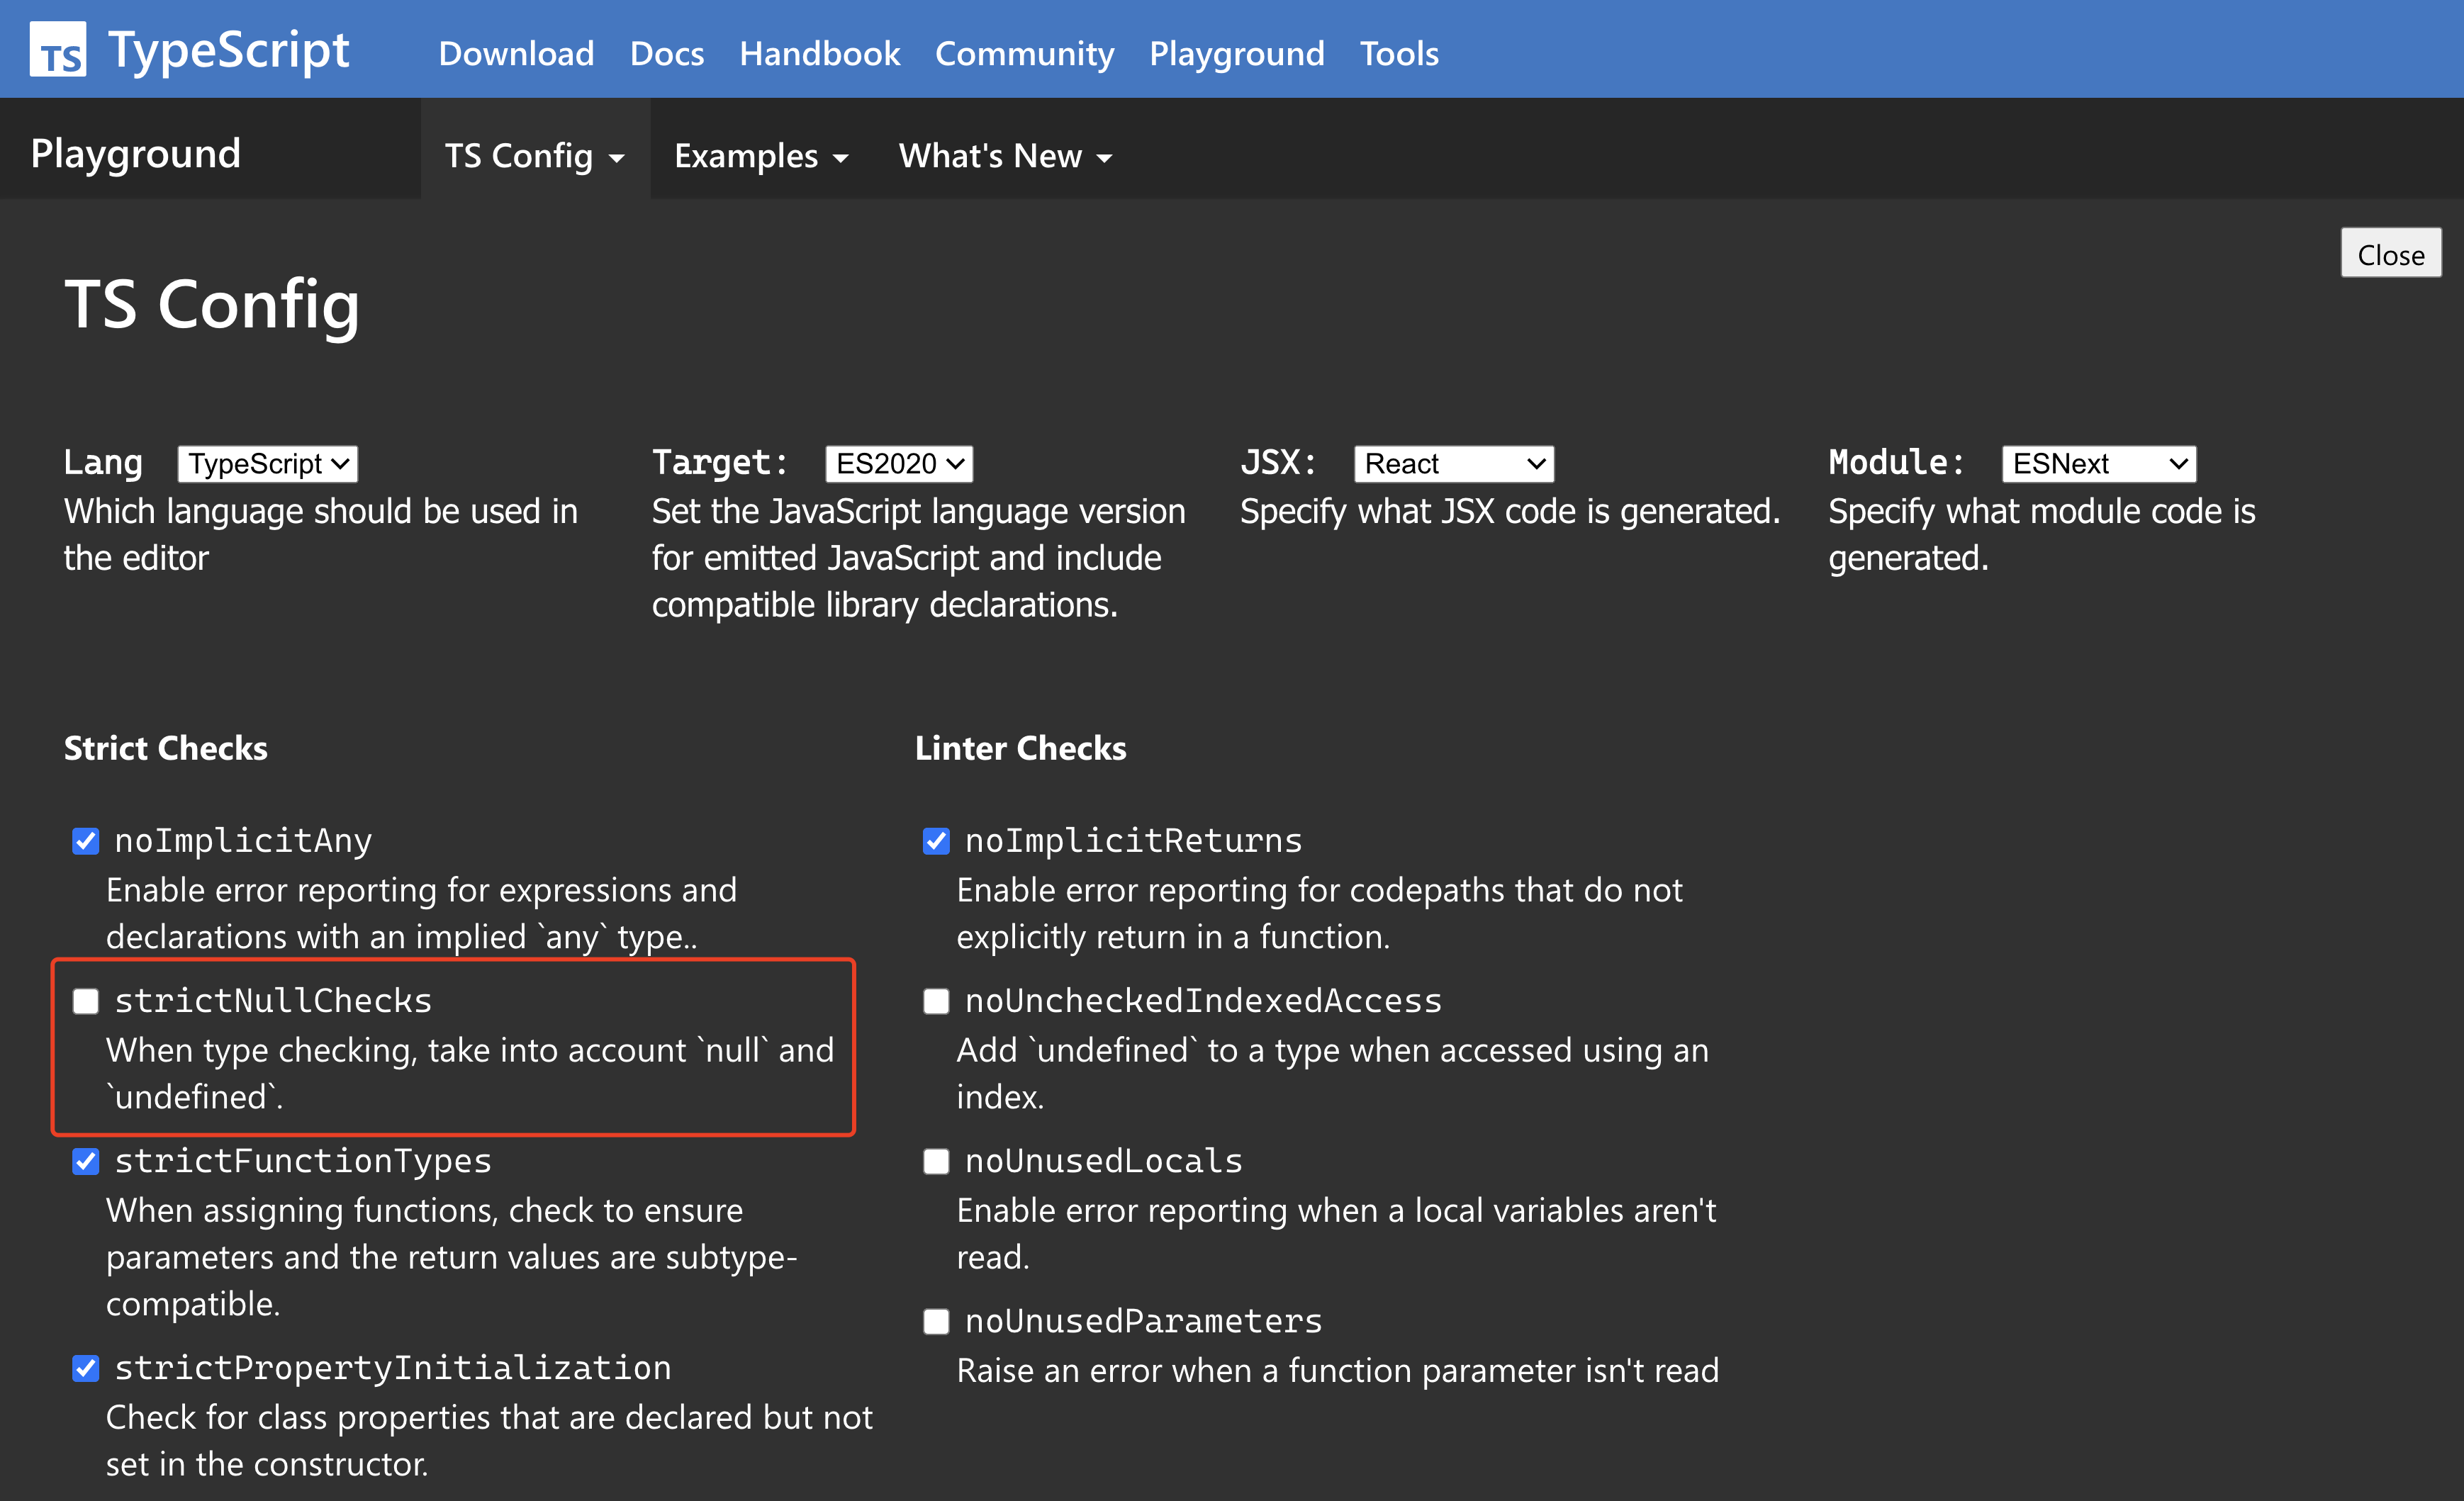 TS TypeScript Download Docs Handbook Community Playground Tools
Playground TS Config Examples What's New
Close
TS Config
Lang TypeScript
Which language should be used in
the editor
Target: ES2020
Set the JavaScript language version
for emitted JavaScript and include
compatible library declarations.
JSX: React
Specify what JSX code is generated.
Module: ESNext
Specify what module code is
generated.
Strict Checks
noImplicitAny
Enable error reporting for expressions and
declarations with an implied `any` type..
strictNullChecks
When type checking, take into account `null` and
`undefined`.
strictFunctionTypes
When assigning functions, check to ensure
parameters and the return values are subtype-
compatible.
strictPropertyInitialization
Check for class properties that are declared but not
set in the constructor.
Linter Checks
noImplicitReturns
Enable error reporting for codepaths that do not
explicitly return in a function.
noUncheckedIndexedAccess
Add `undefined` to a type when accessed using an
index.
noUnusedLocals
Enable error reporting when a local variables aren't
read.
noUnusedParameters
Raise an error when a function parameter isn't read